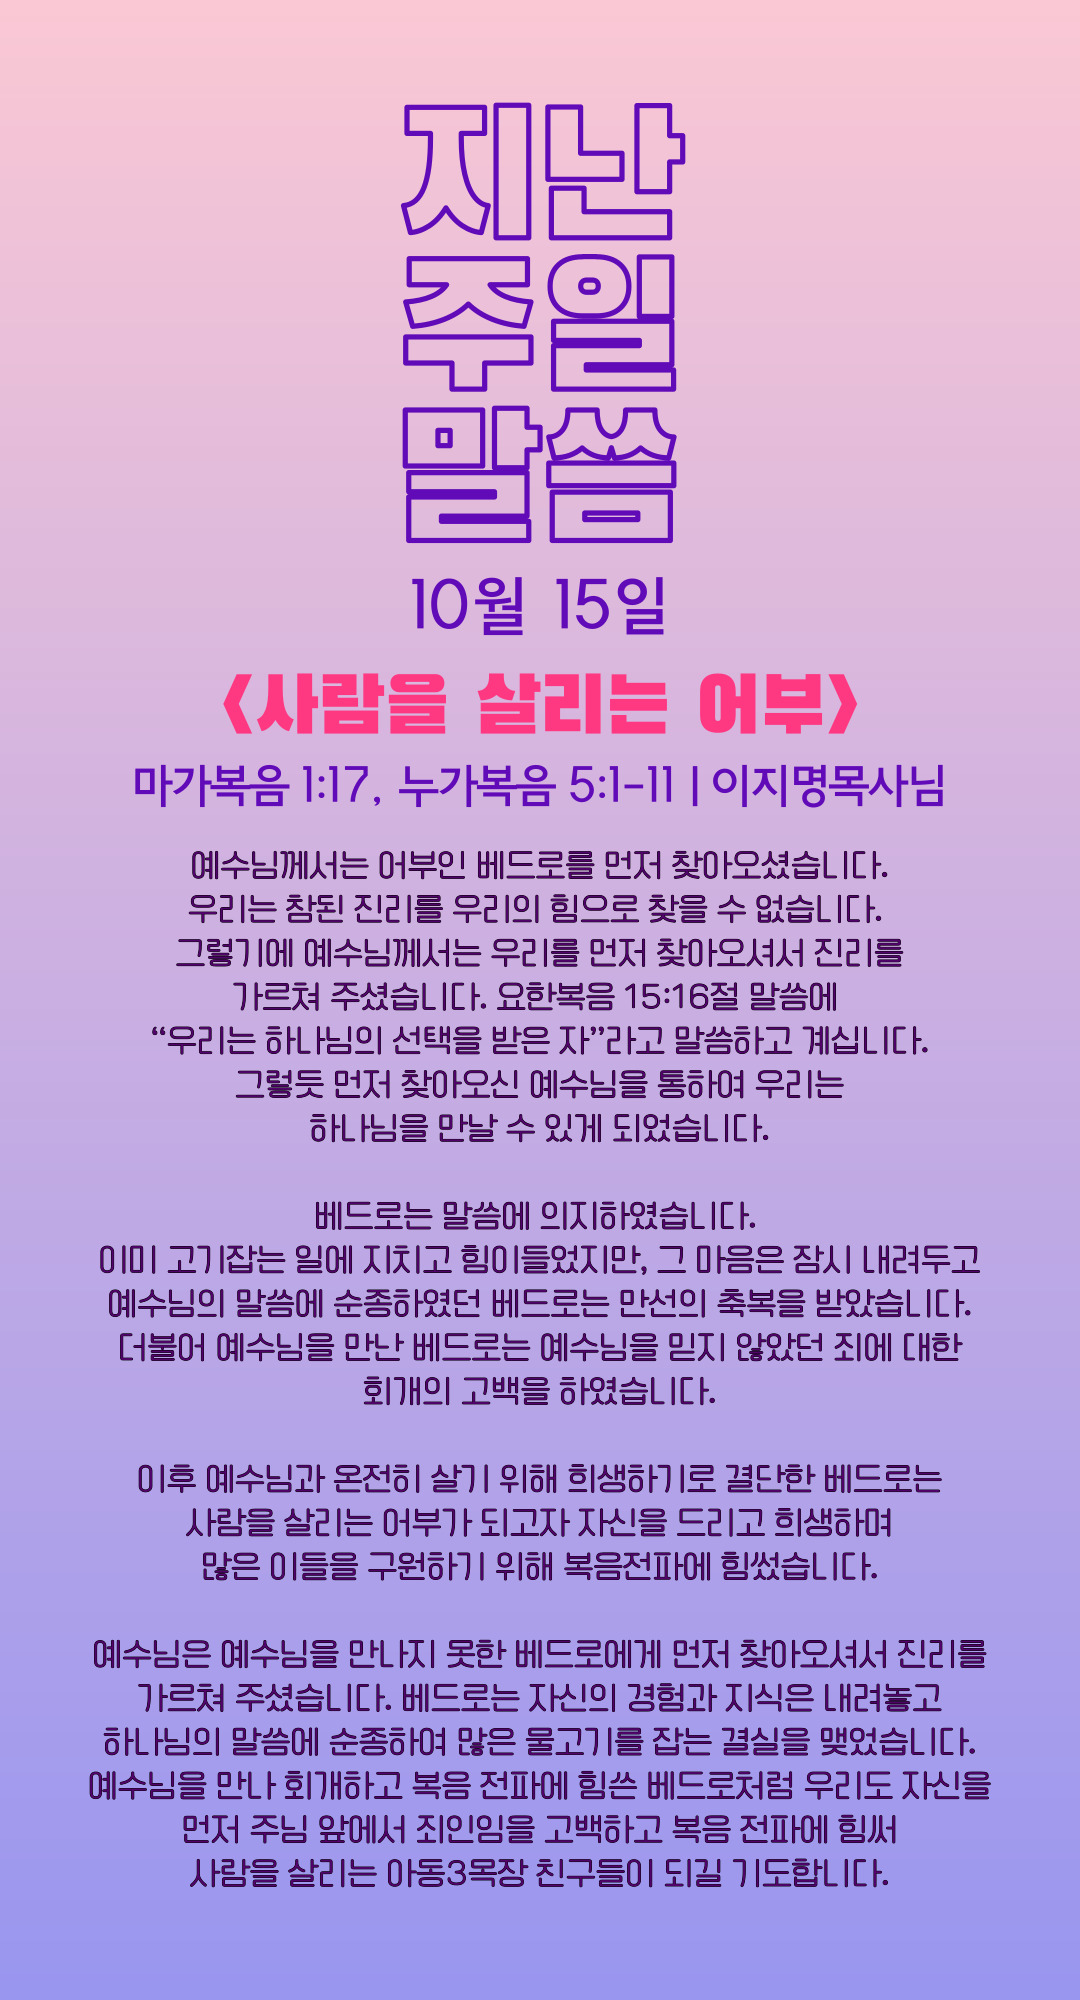 지난
주일
말씀
10월 15일
<사람을 살리는 어부>
마가복음 1:17, 누가복음 5:1-11 | 이지명목사님
예수님께서는 어부인 베드로를 먼저 찾아오셨습니다.
우리는 참된 진리를 우리의 힘으로 찾을 수 없습니다.
그렇기에 예수님께서는 우리를 먼저 찾아오셔서 진리를
가르쳐 주셨습니다. 요한복음 15:16절 말씀에
“우리는 하나님의 선택을 받은 자”라고 말씀하고 계십니다.
그렇듯 먼저 찾아오신 예수님을 통하여 우리는
하나님을 만날 수 있게 되었습니다.
베드로는 말씀에 의지하였습니다.
이미 고기잡는 일에 지치고 힘이들었지만, 그 마음은 잠시 내려두고
예수님의 말씀에 순종하였던 베드로는 만선의 축복을 받았습니다.
더불어 예수님을 만난 베드로는 예수님을 믿지 않았던 죄에 대한
회개의 고백을 하였습니다.
이후 예수님과 온전히 살기 위해 희생하기로 결단한 베드로는
사람을 살리는 어부가 되고자 자신을 드리고 희생하며
많은 이들을 구원하기 위해 복음전파에 힘썼습니다.
예수님은 예수님을 만나지 못한 베드로에게 먼저 찾아오셔서 진리를
가르쳐 주셨습니다. 베드로는 자신의 경험과 지식은 내려놓고
하나님의 말씀에 순종하여 많은 물고기를 잡는 결실을 맺었습니다.
예수님을 만나 회개하고 복음 전파에 힘쓴 베드로처럼 우리도 자신을
먼저 주님 앞에서 죄인임을 고백하고 복음 전파에 힘써
사람을 살리는 아동3목장 친구들이 되길 기도합니다.